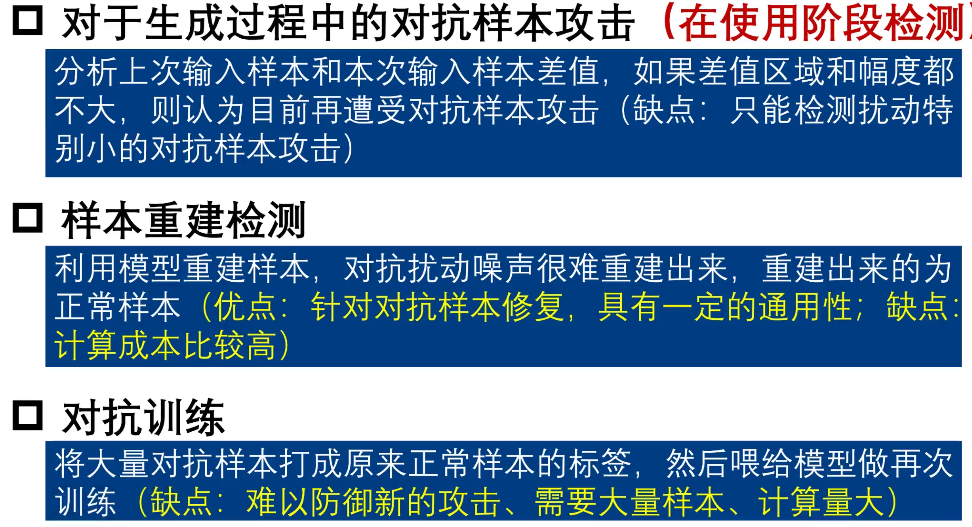 对于生成过程中的对抗样本攻击（在使用阶段检测）
分析上次输入样本和本次输入样本差值，如果差值区域和幅度都
不大，则认为目前再遭受对抗样本攻击（缺点：只能检测扰动特
别小的对抗样本攻击）
样本重建检测
利用模型重建样本，对抗扰动噪声很难重建出来，重建出来的为
正常样本（优点：针对对抗样本修复，具有一定的通用性；缺点：
计算成本比较高）
对抗训练
将大量对抗样本打成原来正常样本的标签，然后喂给模型做再次
训练（缺点：难以防御新的攻击、需要大量样本、计算量大）